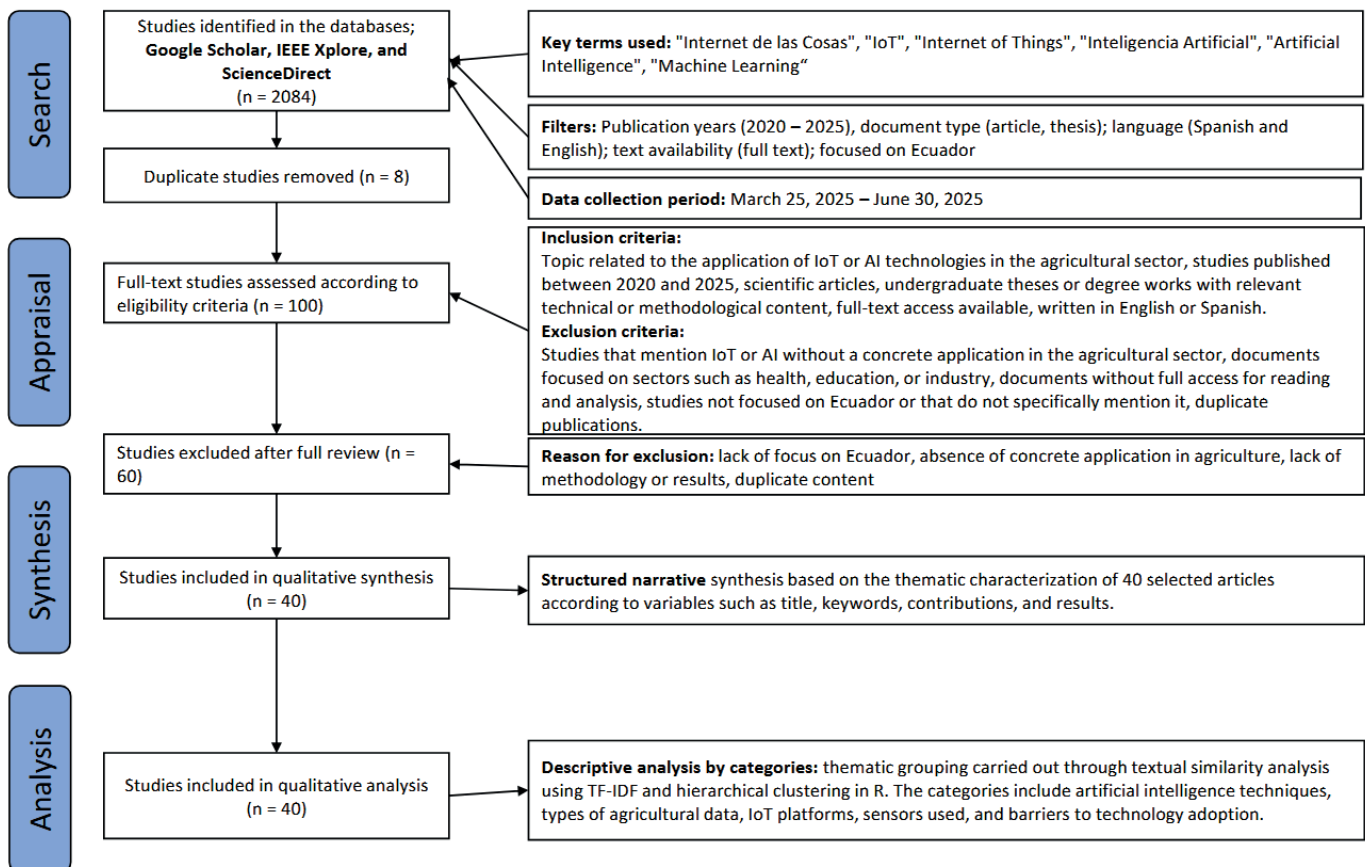 Search
Studies identified in the databases;
Google Scholar, IEEE Xplore, and
ScienceDirect
(n = 2084)
Key terms used: "Internet de las Cosas", "IoT", "Internet of Things", "Inteligencia Artificial", "Artificial
Intelligence", "Machine Learning“
Filters: Publication years (2020 – 2025), document type (article, thesis); language (Spanish and
English); text availability (full text); focused on Ecuador
Duplicate studies removed (n = 8)
Data collection period: March 25, 2025 – June 30, 2025
Appraisal
Full-text studies assessed according to
eligibility criteria (n = 100)
Inclusion criteria:
Topic related to the application of IoT or AI technologies in the agricultural sector, studies published
between 2020 and 2025, scientific articles, undergraduate theses or degree works with relevant
technical or methodological content, full-text access available, written in English or Spanish.
Exclusion criteria:
Studies that mention IoT or AI without a concrete application in the agricultural sector, documents
focused on sectors such as health, education, or industry, documents without full access for reading
and analysis, studies not focused on Ecuador or that do not specifically mention it, duplicate
publications.
Studies excluded after full review (n =
60)
Reason for exclusion: lack of focus on Ecuador, absence of concrete application in agriculture, lack of
methodology or results, duplicate content
Synthesis
Studies included in qualitative synthesis
(n = 40)
Structured narrative synthesis based on the thematic characterization of 40 selected articles
according to variables such as title, keywords, contributions, and results.
Analysis
Studies included in qualitative analysis
(n = 40)
Descriptive analysis by categories: thematic grouping carried out through textual similarity analysis
using TF-IDF and hierarchical clustering in R. The categories include artificial intelligence techniques,
types of agricultural data, IoT platforms, sensors used, and barriers to technology adoption.